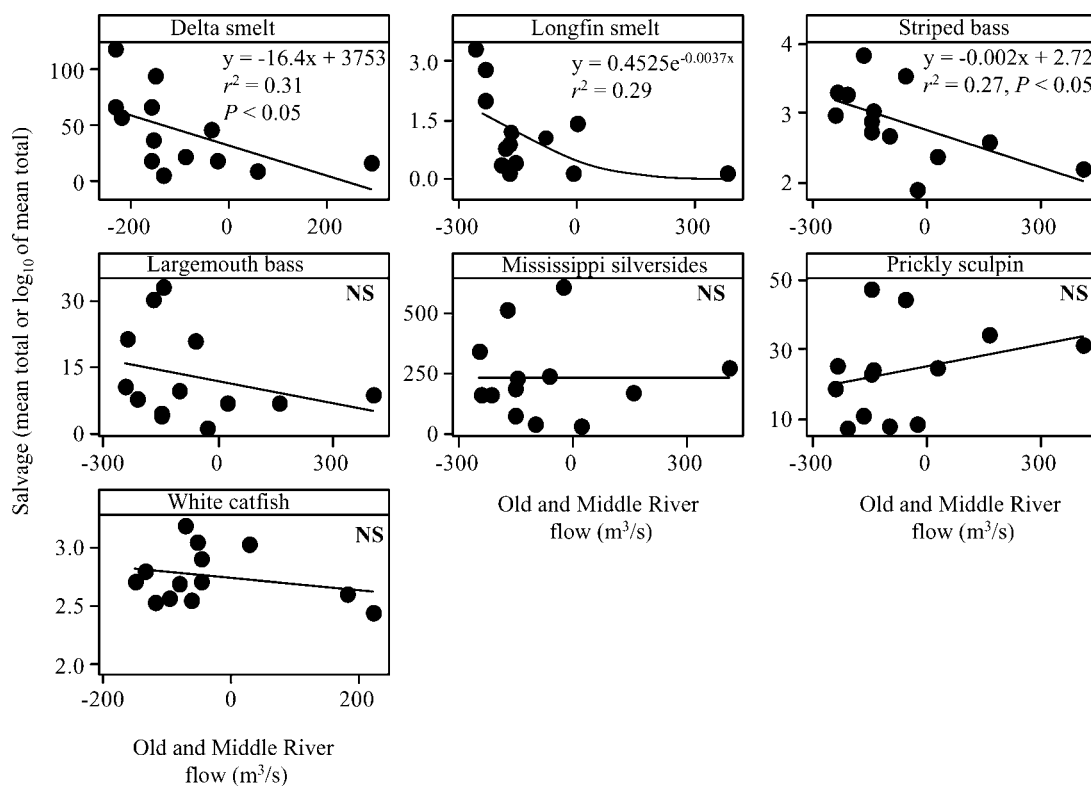 Delta smelt
y = -16.4x + 3753
r² = 0.31
P < 0.05
100
50
0
-200
0
200
Longfin smelt
y = 0.4525e^-0.0037x
r² = 0.29
3.0
1.5
0.0
-300
0
300
Striped bass
y = -0.002x + 2.72
r² = 0.27, P < 0.05
4
3
2
-300
0
300
Salvage (mean total or log₁₀ of mean total)
Largemouth bass
NS
30
15
0
-300
0
300
Mississippi silversides
NS
500
250
0
-300
0
300
Old and Middle River
flow (m³/s)
Prickly sculpin
NS
50
30
10
-300
0
300
Old and Middle River
flow (m³/s)
White catfish
NS
3.0
2.5
2.0
-200
0
200
Old and Middle River
flow (m³/s)